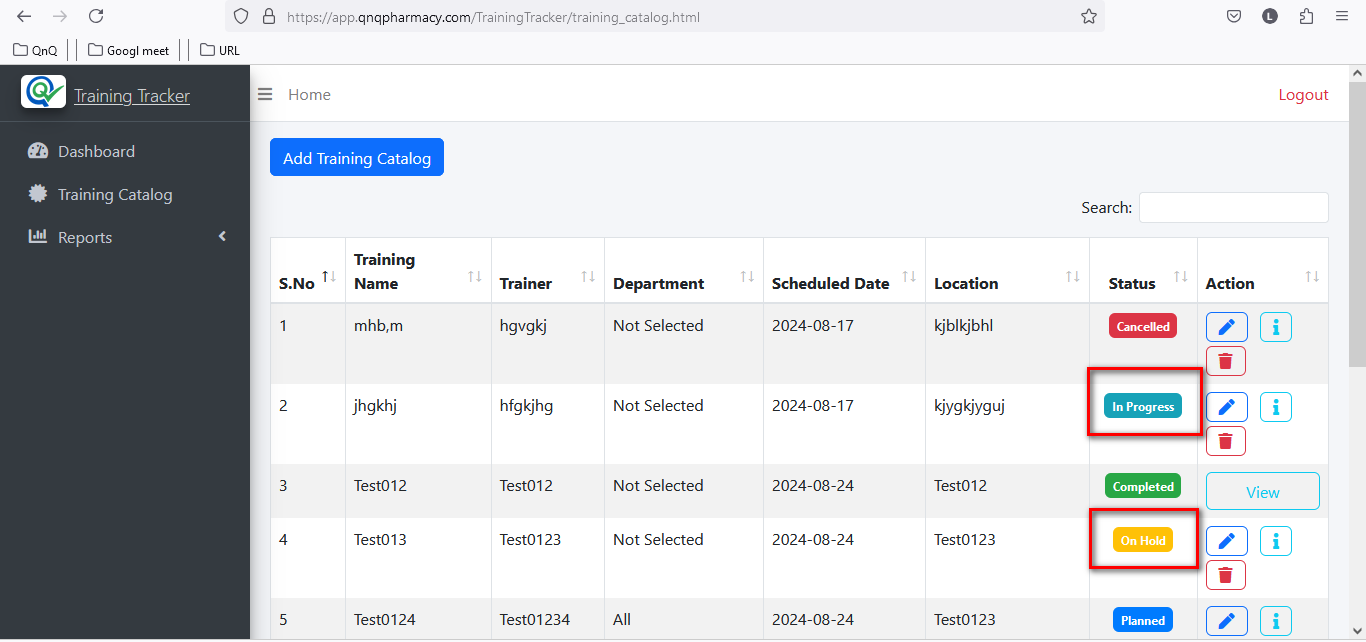 https://app.qnqpharmacy.com/TrainingTracker/training_catalog.html
L
QnQ
Googl meet
URL
Training Tracker
Home
Logout
Dashboard
Training Catalog
Reports
Add Training Catalog
Search:
S.No Training Name Trainer Department Scheduled Date Location Status Action
1 mhb,m hgvgkj Not Selected 2024-08-17 kjblkjbhl Cancelled
2 jhgkhj hfgkjhg Not Selected 2024-08-17 kjygkjyguj In Progress
3 Test012 Test012 Not Selected 2024-08-24 Test012 Completed View
4 Test013 Test0123 Not Selected 2024-08-24 Test0123 On Hold
5 Test0124 Test01234 All 2024-08-24 Test0123 Planned